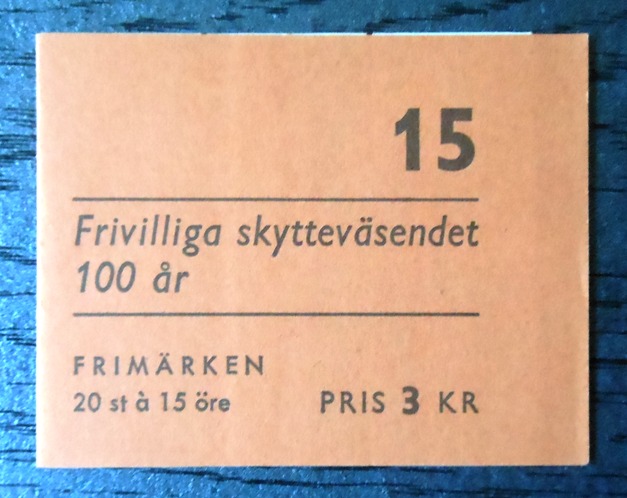 15
Frivilliga skytteväsendet
100 år
FRIMÄRKEN
20 st à 15 öre PRIS 3 KR